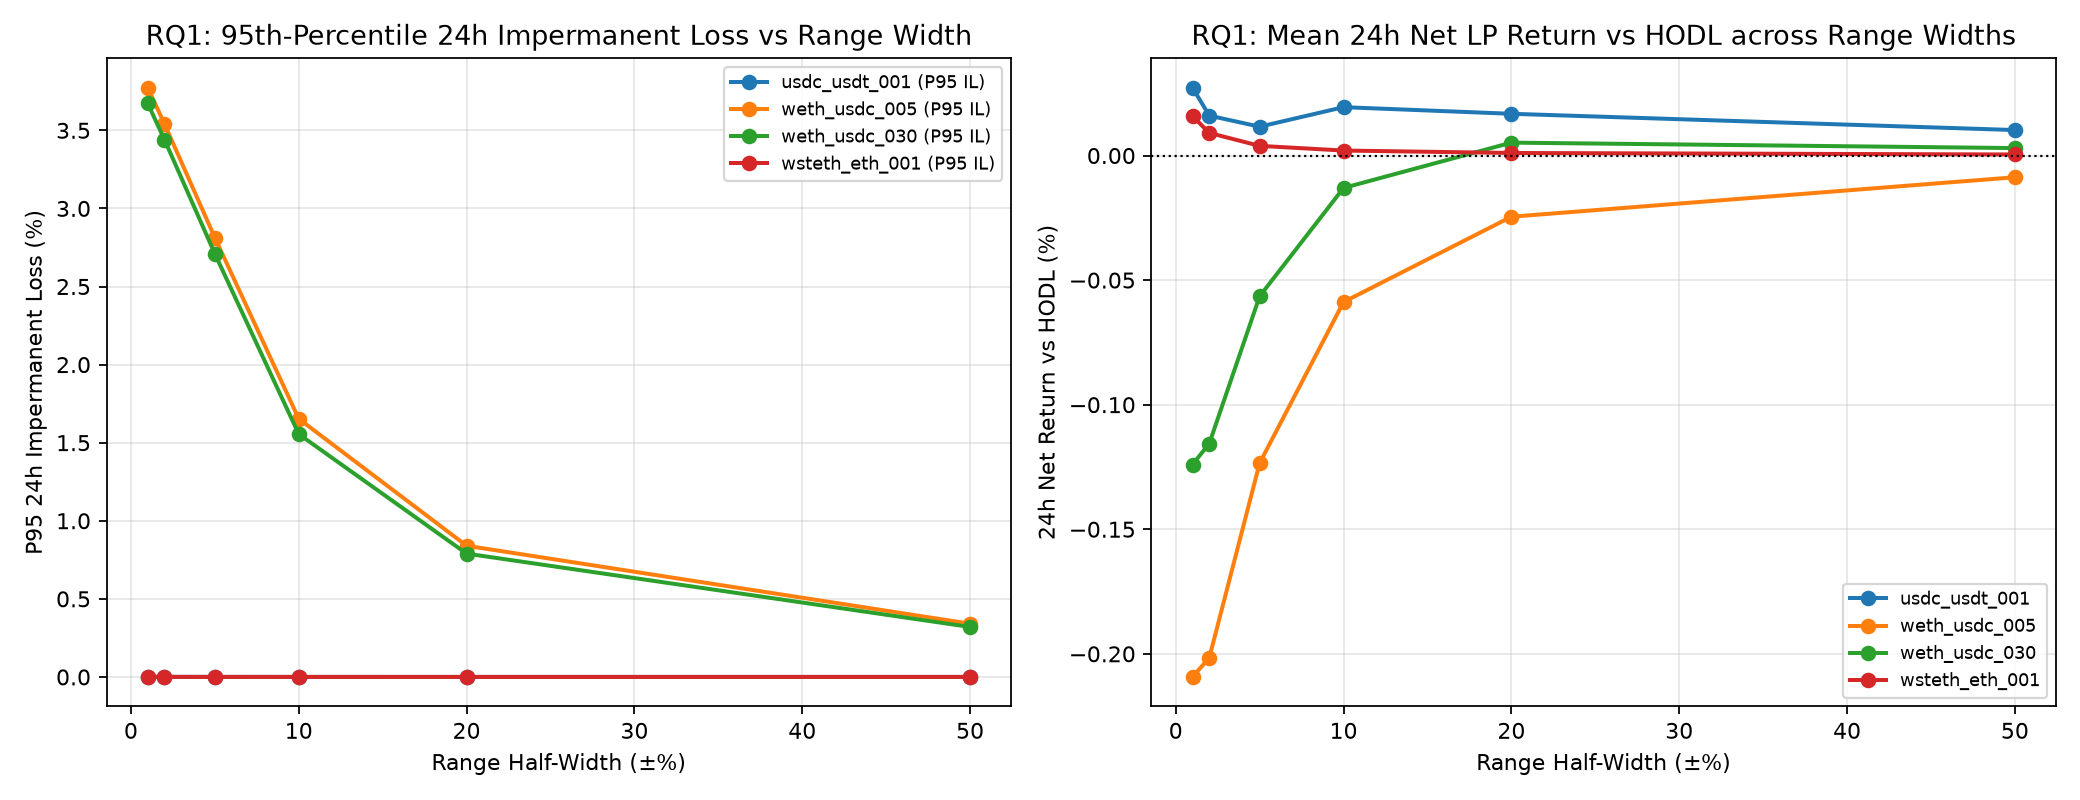 RQ1: 95th-Percentile 24h Impermanent Loss vs Range Width
P95 24h Impermanent Loss (%)
3.5
3.0
2.5
2.0
1.5
1.0
0.5
0.0
usdc_usdt_001 (P95 IL)
weth_usdc_005 (P95 IL)
weth_usdc_030 (P95 IL)
wsteth_eth_001 (P95 IL)
0 10 20 30 40 50
Range Half-Width (±%)
RQ1: Mean 24h Net LP Return vs HODL across Range Widths
24h Net Return vs HODL (%)
0.00
−0.05
−0.10
−0.15
−0.20
usdc_usdt_001
weth_usdc_005
weth_usdc_030
wsteth_eth_001
0 10 20 30 40 50
Range Half-Width (±%)